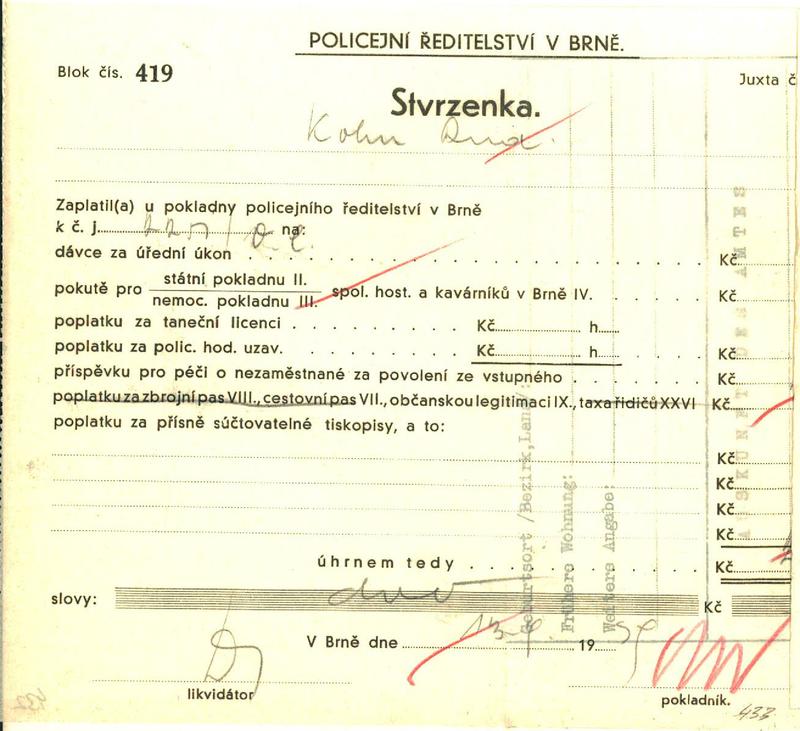 POLICEJNÍ ŘEDITELSTVÍ V BRNĚ.
Blok čís. 419
Juxta č
Stvrzenka.
Kohn
Zaplatil(a) u pokladny policejního ředitelství v Brně
k č. j. na:
dávce za úřední úkon Kč
pokutě pro státní pokladnu II. nemoc. pokladnu III. spol. host. a kavárníků v Brně IV. Kč
poplatku za taneční licenci Kč h
poplatku za polic. hod. uzav. Kč h Kč
příspěvku pro péči o nezaměstnané za povolení ze vstupného Kč
poplatku za zbrojní pas VIII., cestovní pas VII., občanskou legitimaci IX., taxa řidičů XXVI Kč
poplatku za přísně súčtovatelné tiskopisy, a to:
Kč
Kč
Kč
Kč
úhrnem tedy Kč
slovy: Kč
V Brně dne 19
likvidátor
pokladník.
433
432
AUSKUNFT DES AMTES
Geburtsort /Bezirk, Land:
Frühere Wohnung:
Weitere Angabe: